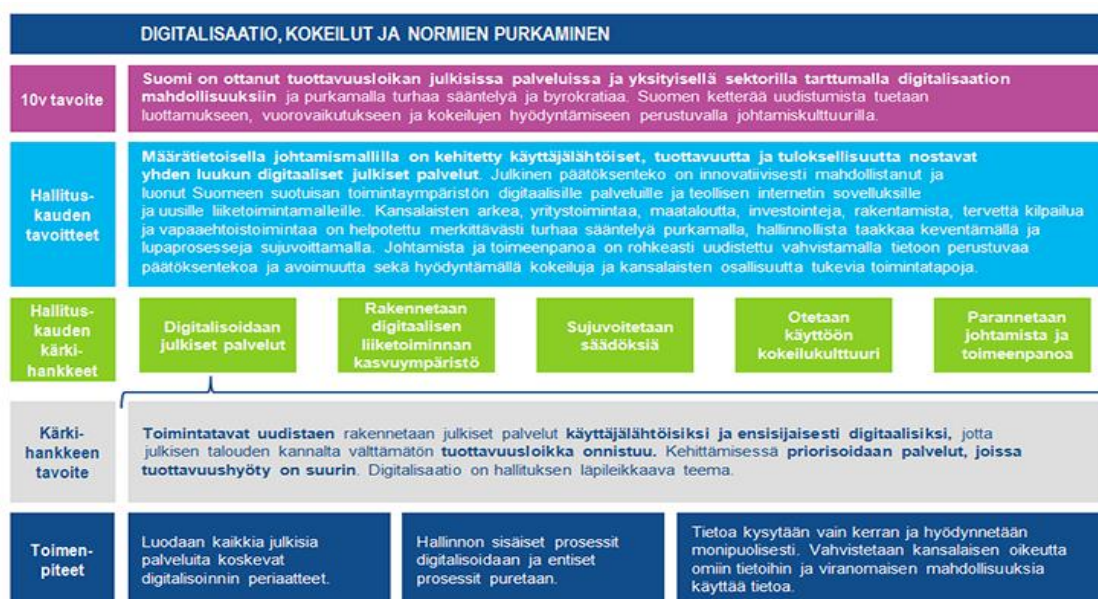 DIGITALISAATIO, KOKEILUT JA NORMIEN PURKAMINEN
10v tavoite
Suomi on ottanut tuottavuusloikan julkisissa palveluissa ja yksityisellä sektorilla tarttumalla digitalisaation
mahdollisuuksiin ja purkamalla turhaa sääntelyä ja byrokratiaa. Suomen ketterää uudistumista tuetaan
luottamukseen, vuorovaikutukseen ja kokeilujen hyödyntämiseen perustuvalla johtamiskulttuurilla.
Hallitus-
kauden
tavoitteet
Määrätietoisella johtamismallilla on kehitetty käyttäjälähtöiset, tuottavuutta ja tuloksellisuutta nostavat
yhden luukun digitaaliset julkiset palvelut. Julkinen päätöksenteko on innovatiivisesti mahdollistanut ja
luonut Suomeen suotuisan toimintaympäristön digitaalisille palveluille ja teollisen internetin sovelluksille
ja uusille liiketoimintamalleille. Kansalaisten arkea, yritystoimintaa, maataloutta, investointeja, rakentamista, tervettä kilpailua
ja vapaaehtoistoimintaa on helpotettu merkittävästi turhaa sääntelyä purkamalla, hallinnollista taakkaa keventämällä ja
lupaprosesseja sujuvoittamalla. Johtamista ja toimeenpanoa on rohkeasti uudistettu vahvistamalla tietoon perustuvaa
päätöksentekoa ja avoimuutta sekä hyödyntämällä kokeiluja ja kansalaisten osallisuutta tukevia toimintatapoja.
Hallitus-
kauden
kärki-
hankkeet
Digitalisoidaan
julkiset palvelut
Rakennetaan
digitaalisen
liiketoiminnan
kasvuympäristö
Sujuvoitetaan
säädöksiä
Otetaan
käyttöön
kokeilukulttuuri
Parannetaan
johtamista ja
toimeenpanoa
Kärki-
hankkeen
tavoite
Toimintatavat uudistaen rakennetaan julkiset palvelut käyttäjälähtöisiksi ja ensisijaisesti digitaalisiksi, jotta
julkisen talouden kannalta välttämätön tuottavuusloikka onnistuu. Kehittämisessä priorisoidaan palvelut, joissa
tuottavuushyöty on suurin. Digitalisaatio on hallituksen läpileikkaava teema.
Toimen-
piteet
Luodaan kaikkia julkisia
palveluita koskevat
digitalisoinnin periaatteet.
Hallinnon sisäiset prosessit
digitalisoidaan ja entiset
prosessit puretaan.
Tietoa kysytään vain kerran ja hyödynnetään
monipuolisesti. Vahvistetaan kansalaisen oikeutta
omiin tietoihin ja viranomaisen mahdollisuuksia
käyttää tietoa.